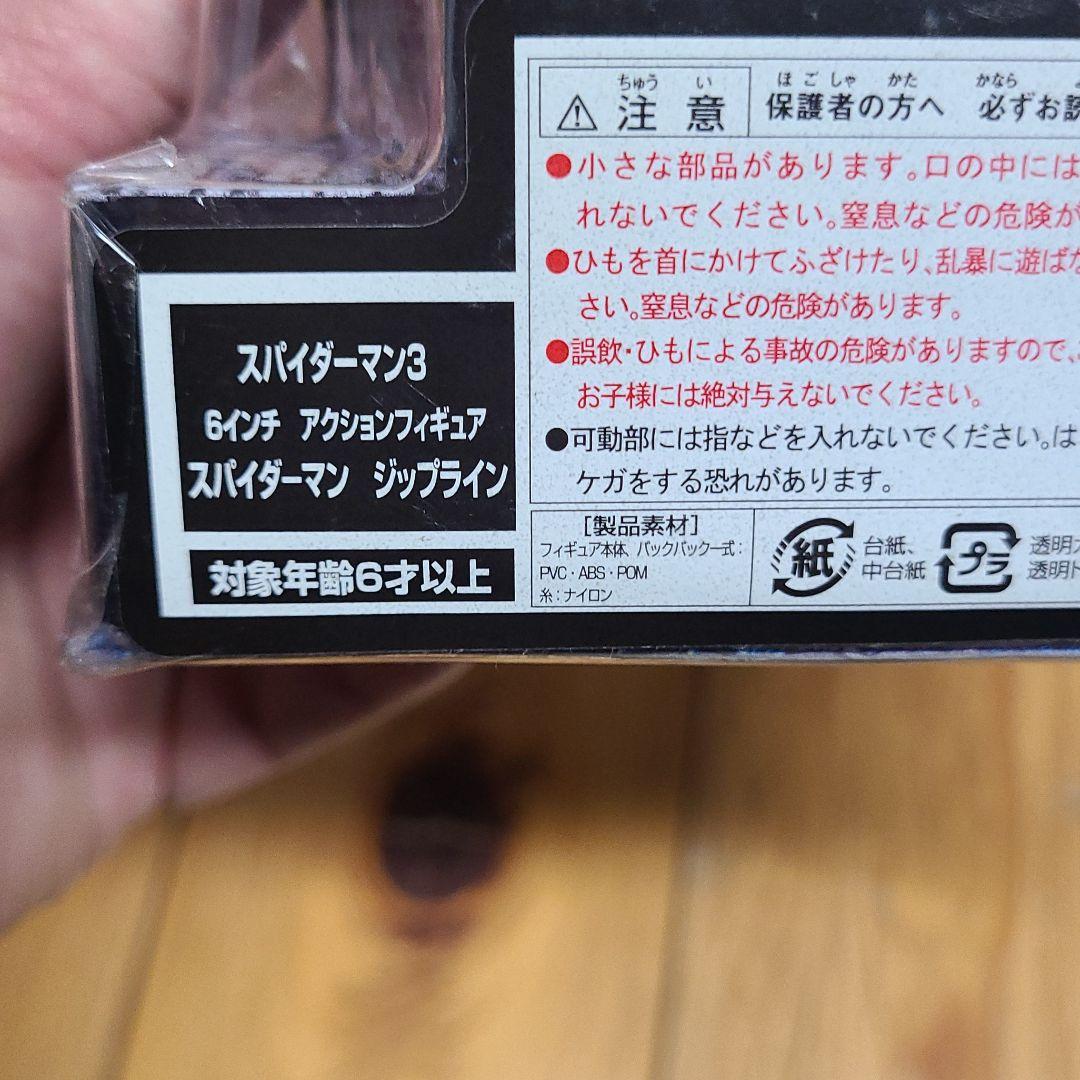 ちゅう い
⚠ 注意
ほ ご しゃ かた かなら
保護者の方へ 必ずお読
●小さな部品があります。口の中には
れないでください。窒息などの危険が
●ひもを首にかけてふざけたり、乱暴に遊ばな
さい。窒息などの危険があります。
●誤飲・ひもによる事故の危険がありますので、
お子様には絶対与えないでください。
●可動部には指などを入れないでください。は
ケガをする恐れがあります。
スパイダーマン3
6インチ アクションフィギュア
スパイダーマン ジップライン
対象年齢6才以上
[製品素材]
フィギュア本体、バックパック一式：
PVC・ABS・POM
糸：ナイロン
紙
台紙、
中台紙
プラ
透明
透明ト